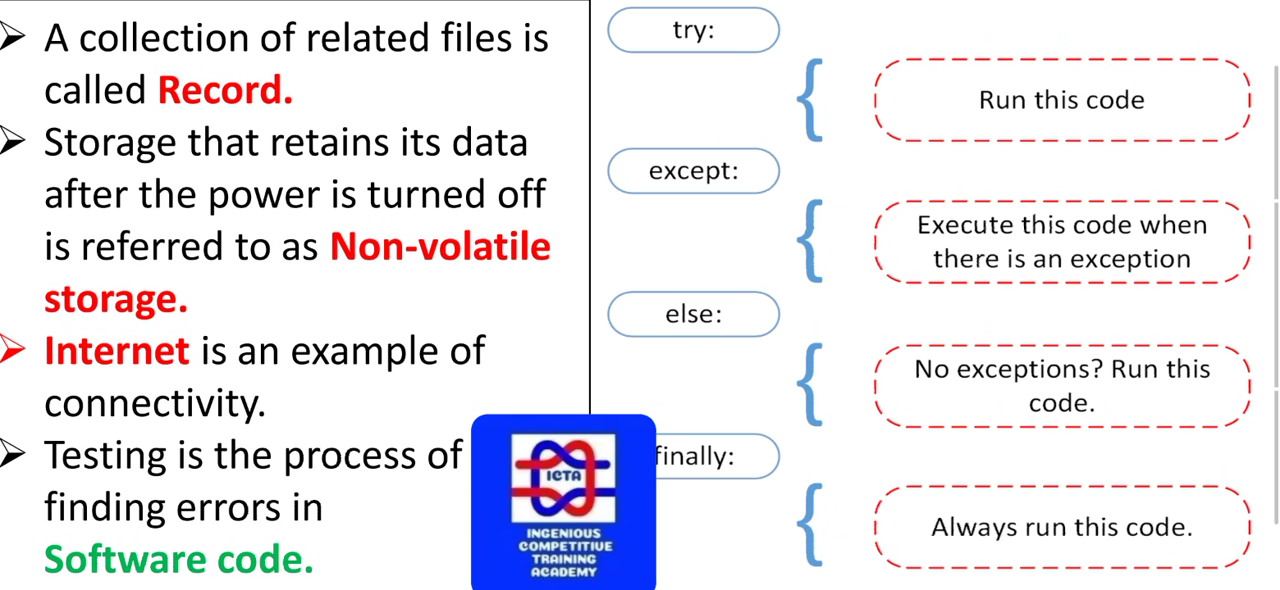 A collection of related files is
called Record.
Storage that retains its data
after the power is turned off
is referred to as Non-volatile
storage.
Internet is an example of
connectivity.
Testing is the process of
finding errors in
Software code.
try:
Run this code
except:
Execute this code when
there is an exception
else:
No exceptions? Run this
code.
finally:
Always run this code.
ICTA
INGENIOUS
COMPETITIVE
TRAINING
ACADEMY